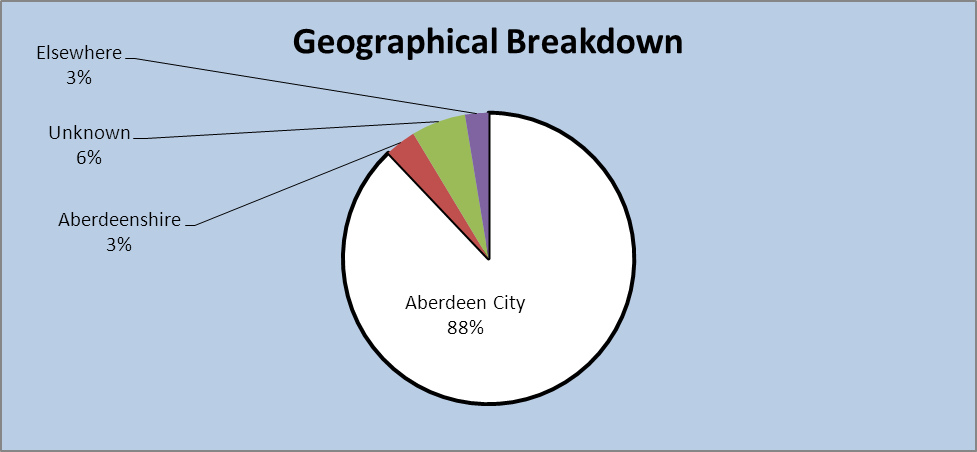 Geographical Breakdown
Elsewhere
3%
Unknown
6%
Aberdeenshire
3%
Aberdeen City
88%